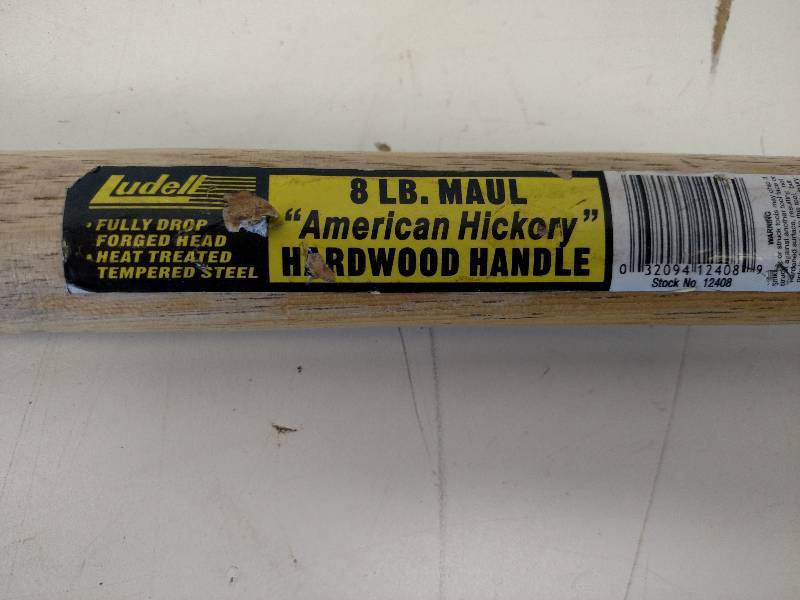 Ludell
• FULLY DROP
FORGED HEAD
• HEAT TREATED
TEMPERED STEEL
8 LB. MAUL
"American Hickory"
HARDWOOD HANDLE
0 32094 12408 9
Stock No. 12408
WARNING